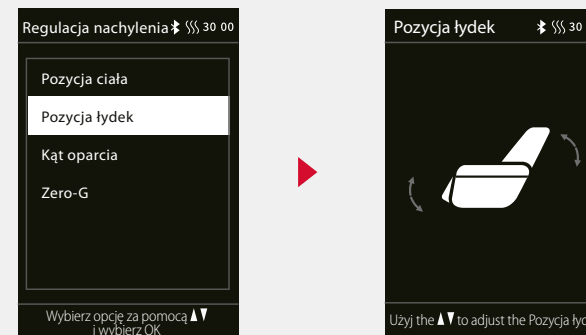 Regulacja nachylenia 30 00
Pozycja ciała
Pozycja łydek
Kąt oparcia
Zero-G
Wybierz opcję za pomocą ▲▼
i wybierz OK
Pozycja łydek 30
Użyj the ▲▼ to adjust the Pozycja